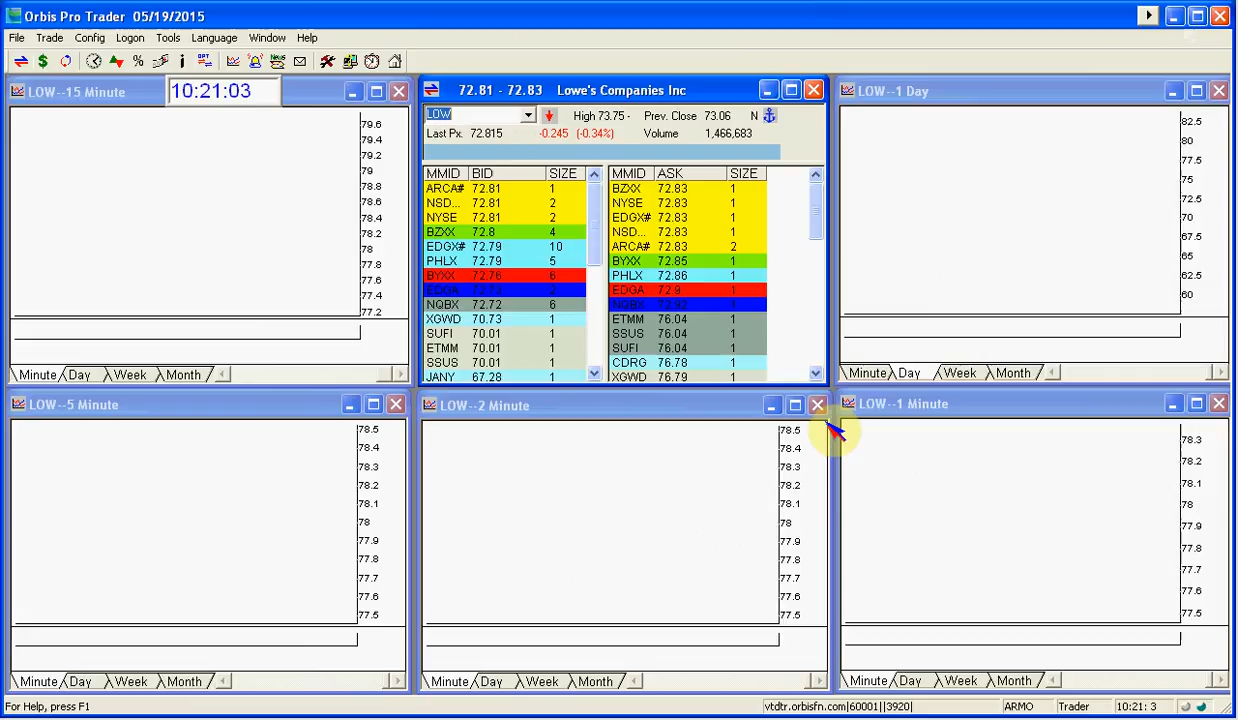 Orbis Pro Trader 05/19/2015
File Trade Config Logon Tools Language Window Help
LOW--15 Minute
10:21:03
79.6
79.4
79.2
79
78.8
78.6
78.4
78.2
78
77.8
77.6
77.4
77.2
Minute Day Week Month
72.81 - 72.83 Lowe's Companies Inc
LOW High 73.75 - Prev. Close 73.06 N
Last Px. 72.815 -0.245 (-0.34%) Volume 1,466,683
MMID BID SIZE
ARCA# 72.81 1
NSD... 72.81 2
NYSE 72.81 2
BZXX 72.8 4
EDGX# 72.79 10
PHLX 72.79 5
BYXX 72.76 6
EDGA 72.73 2
NQBX 72.72 6
XGWD 70.73 1
SUFI 70.01 1
ETMM 70.01 1
SSUS 70.01 1
JANY 67.28 1
MMID ASK SIZE
BZXX 72.83 1
NYSE 72.83 1
EDGX# 72.83 1
NSD... 72.83 1
ARCA# 72.83 2
BYXX 72.85 1
PHLX 72.86 1
EDGA 72.9 1
NQBX 72.92 1
ETMM 76.04 1
SSUS 76.04 1
SUFI 76.04 1
CDRG 76.78 1
XGWD 76.79 1
LOW--1 Day
82.5
80
77.5
75
72.5
70
67.5
65
62.5
60
Minute Day Week Month
LOW--5 Minute
78.5
78.4
78.3
78.2
78.1
78
77.9
77.8
77.7
77.6
77.5
Minute Day Week Month
LOW--2 Minute
78.5
78.4
78.3
78.2
78.1
78
77.9
77.8
77.7
77.6
77.5
Minute Day Week Month
LOW--1 Minute
78.3
78.2
78.1
78
77.8
77.7
77.6
77.5
Minute Day Week Month
For Help, press F1
vtdtr.orbisfn.com|60001||3920|
ARMO
Trader
10:21: 3